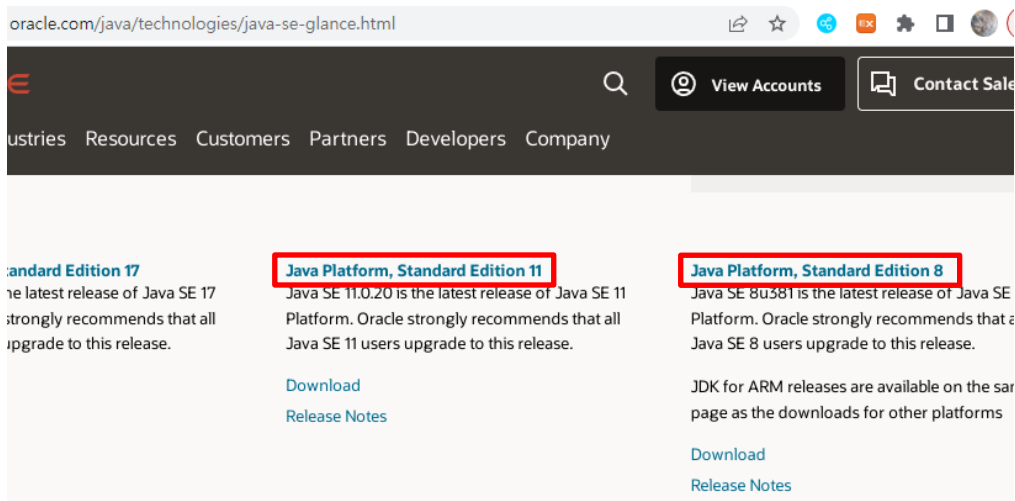 oracle.com/java/technologies/java-se-glance.html
EX
View Accounts
Contact Sale
ustries Resources Customers Partners Developers Company
tandard Edition 17
he latest release of Java SE 17
strongly recommends that all
upgrade to this release.
Java Platform, Standard Edition 11
Java SE 11.0.20 is the latest release of Java SE 11
Platform. Oracle strongly recommends that all
Java SE 11 users upgrade to this release.
Download
Release Notes
Java Platform, Standard Edition 8
Java SE 8u381 is the latest release of Java SE
Platform. Oracle strongly recommends that a
Java SE 8 users upgrade to this release.
JDK for ARM releases are available on the sam
page as the downloads for other platforms
Download
Release Notes